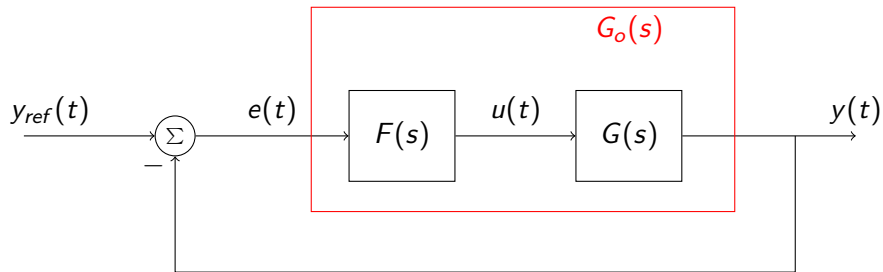 G_o(s)
y_ref(t)
e(t)
u(t)
y(t)
Σ
F(s)
G(s)
−